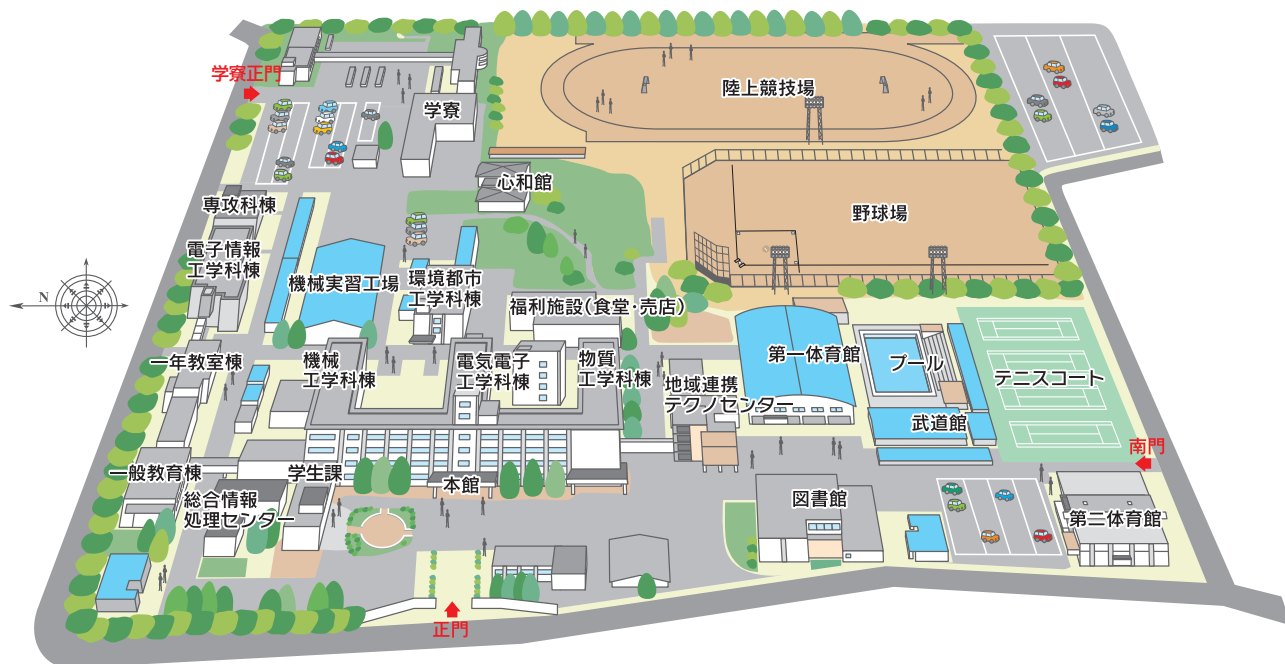 学寮正門
陸上競技場
学寮
心和館
専攻科棟
野球場
電子情報
工学科棟
機械実習工場
環境都市
工学科棟
N
福利施設(食堂・売店)
一年教室棟
機械
工学科棟
電気電子
工学科棟
物質
工学科棟
第一体育館
プール
テニスコート
地域連携
テクノセンター
武道館
南門
一般教育棟
学生課
本館
総合情報
処理センター
図書館
第二体育館
正門